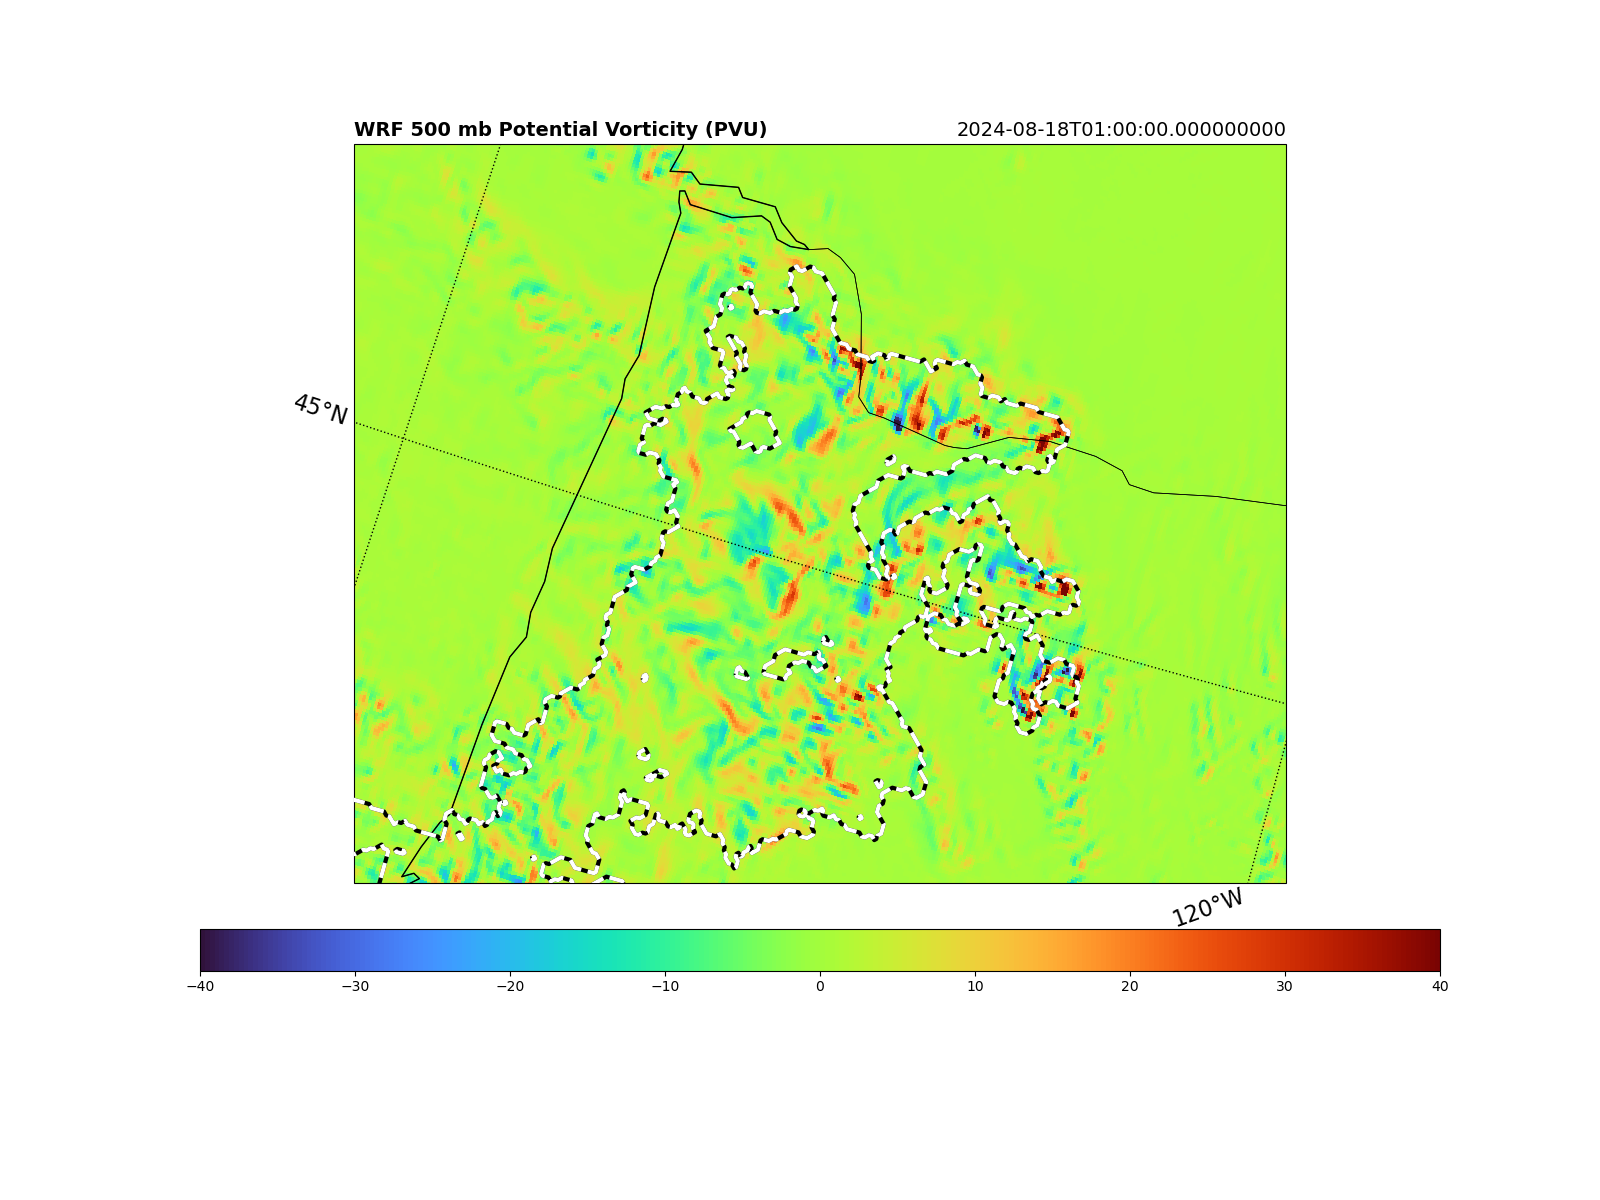 WRF 500 mb Potential Vorticity (PVU)
2024-08-18T01:00:00.000000000
45°N
120°W
−40 −30 −20 −10 0 10 20 30 40